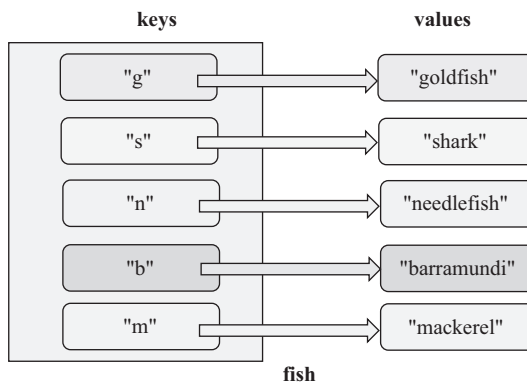 keys values
"g" "goldfish"
"s" "shark"
"n" "needlefish"
"b" "barramundi"
"m" "mackerel"
fish